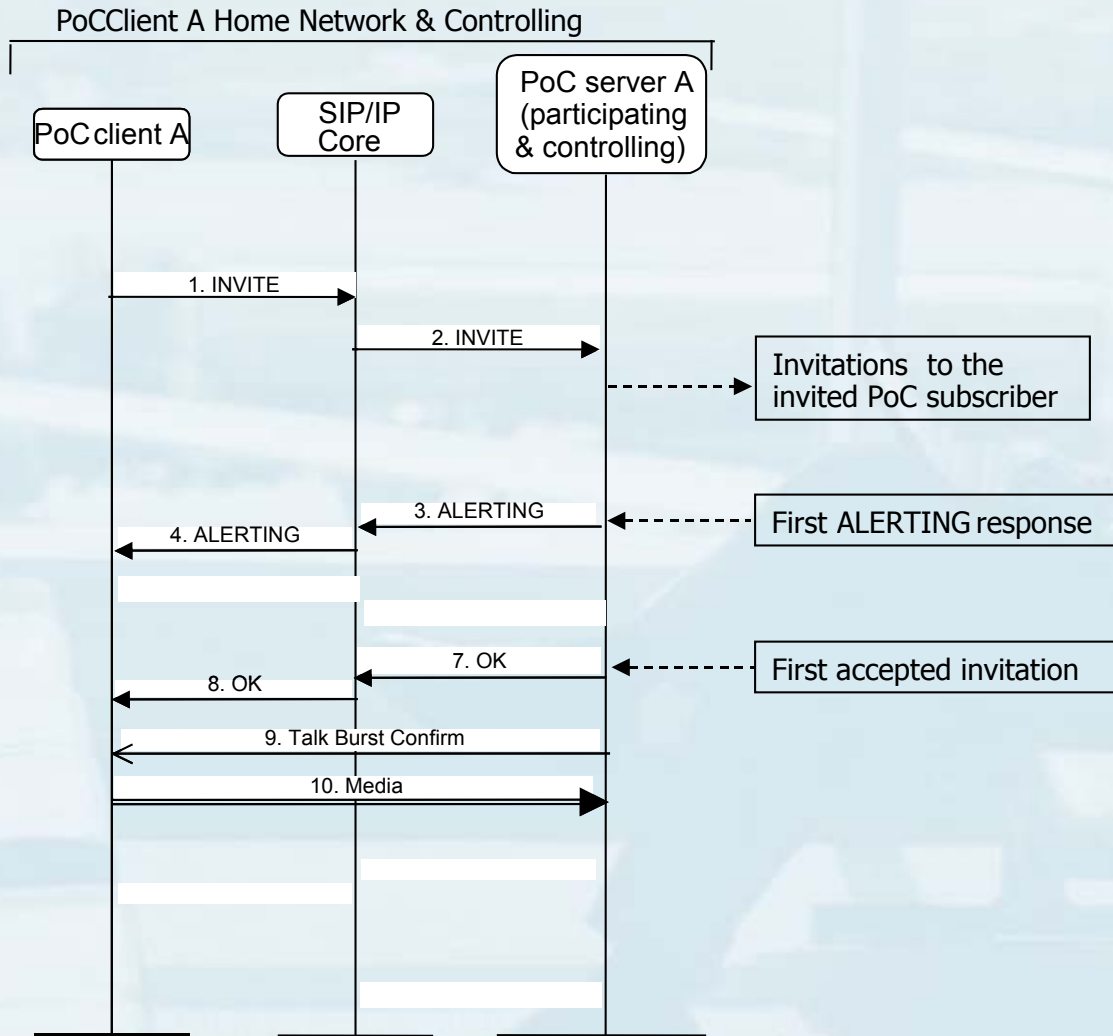 PoCClient A Home Network & Controlling
PoC client A
SIP/IP
Core
PoC server A
(participating
& controlling)
1. INVITE
2. INVITE
Invitations to the
invited PoC subscriber
3. ALERTING
First ALERTING response
4. ALERTING
7. OK
First accepted invitation
8. OK
9. Talk Burst Confirm
10. Media